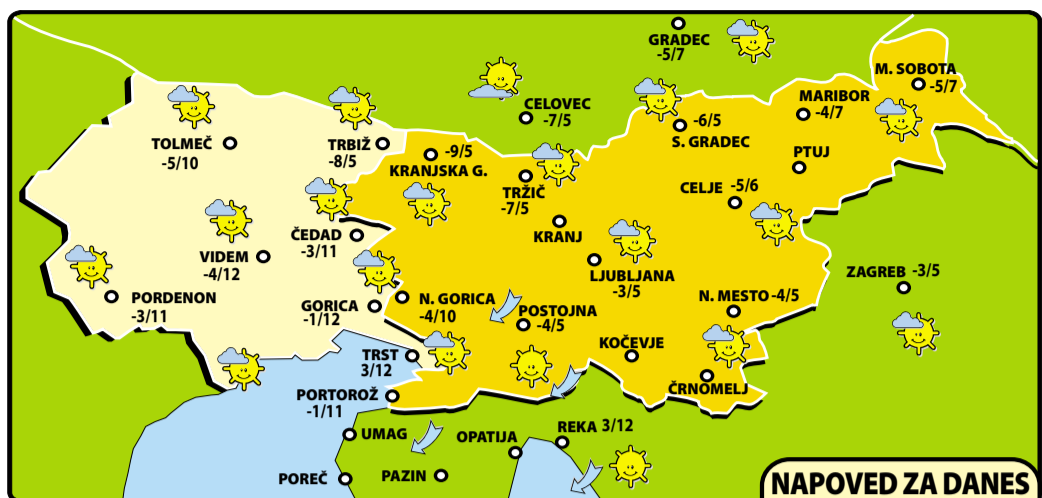 GRADEC
-5/7
M. SOBOTA
-5/7
CELOVEC
-7/5
MARIBOR
-4/7
-6/5
S. GRADEC
TOLMEČ
-5/10
TRBIŽ
-8/5
-9/5
KRANJSKA G.
PTUJ
TRŽIČ
-7/5
CELJE -5/6
KRANJ
ČEDAD
-3/11
VIDEM
-4/12
LJUBLJANA
-3/5
ZAGREB -3/5
PORDENON
-3/11
GORICA
-1/12
N. GORICA
-4/10
POSTOJNA
-4/5
N. MESTO -4/5
KOČEVJE
TRST
3/12
ČRNOMELJ
PORTOROŽ
-1/11
UMAG
OPATIJA
REKA 3/12
POREČ
PAZIN
NAPOVED ZA DANES